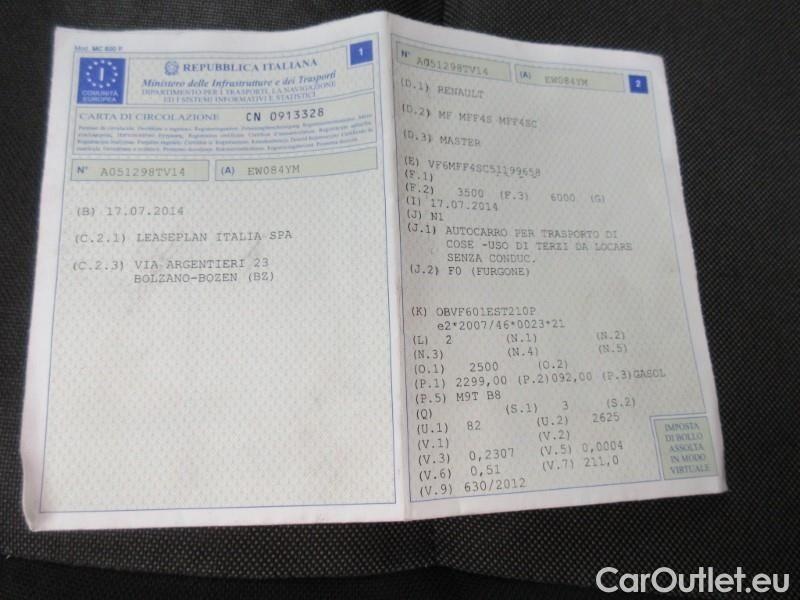 Mod. MC 820 F
1
I
COMUNITÀ
EUROPEA
REPUBBLICA ITALIANA
Ministero delle Infrastrutture e dei Trasporti
DIPARTIMENTO PER I TRASPORTI, LA NAVIGAZIONE
ED I SISTEMI INFORMATIVI E STATISTICI
CARTA DI CIRCOLAZIONE CN 0913328
N° A051298TV14 (A) EW084YM
(B) 17.07.2014
(C.2.1) LEASEPLAN ITALIA SPA
(C.2.3) VIA ARGENTIERI 23
BOLZANO-BOZEN (BZ)
N° A051298TV14 (A) EW084YM 2
(D.1) RENAULT
(D.2) MF MFF4S MFF4SC
(D.3) MASTER
(E) VF6MFF4SC51199658
(F.1)
(F.2) 3500 (F.3) 6000 (G)
(I) 17.07.2014
(J) N1
(J.1) AUTOCARRO PER TRASPORTO DI
COSE -USO DI TERZI DA LOCARE
SENZA CONDUC.
(J.2) F0 (FURGONE)
(K) OBVF601EST210P
e2*2007/46*0023*21
(L) 2 (N.1) (N.2)
(N.3) (N.4) (N.5)
(O.1) 2500 (O.2)
(P.1) 2299,00 (P.2)092,00 (P.3)GASOL
(P.5) M9T B8
(Q) (S.1) 3 (S.2)
(U.1) 82 (U.2) 2625
(V.1) (V.2)
(V.3) 0,2307 (V.5) 0,0004
(V.6) 0,51 (V.7) 211,0
(V.9) 630/2012
IMPOSTA
DI BOLLO
ASSOLTA
IN MODO
VIRTUALE
CarOutlet.eu